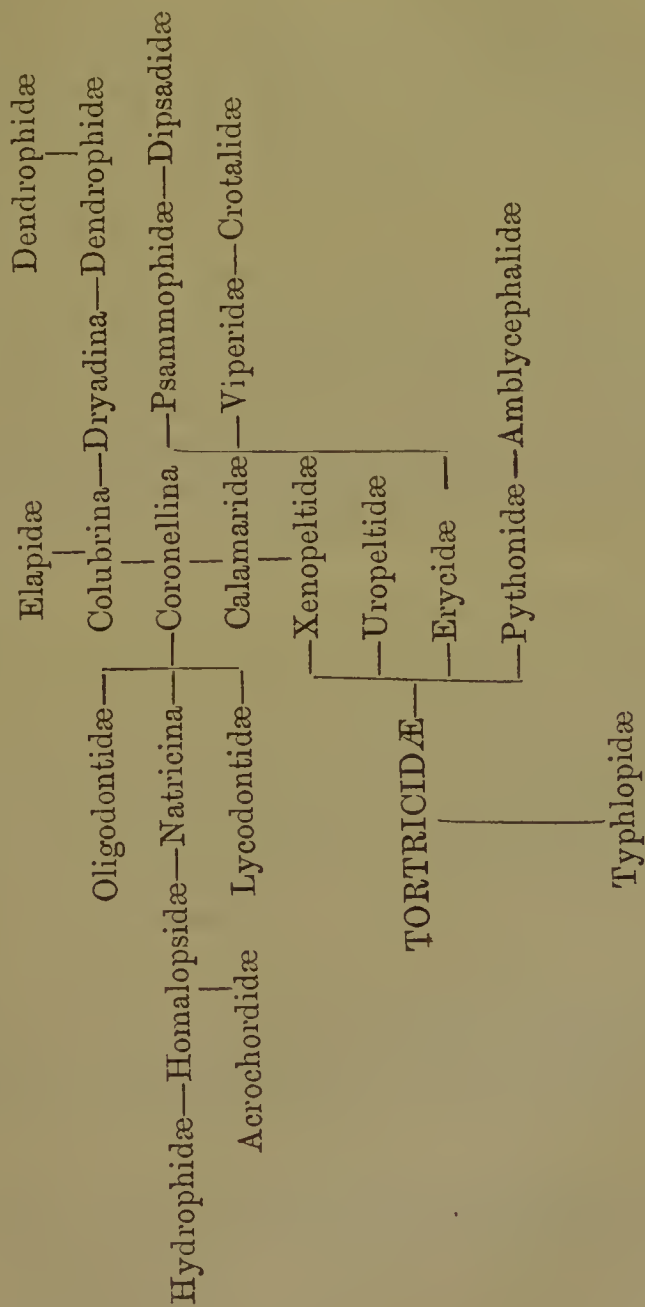 Dendrophidæ
Elapidæ
Colubrina—Dryadina—Dendrophidæ
Oligodontidæ—
Hydrophidæ—Homalopsidæ—Natricina—Coronellina—Psammophidæ—Dipsadidæ
Acrochordidæ Lycodontidæ Calamaridæ—Viperidæ—Crotalidæ
—Xenopeltidæ
—Uropeltidæ
TORTRICIDÆ—
—Erycidæ—
—Pythonidæ—Amblycephalidæ
Typhlopidæ